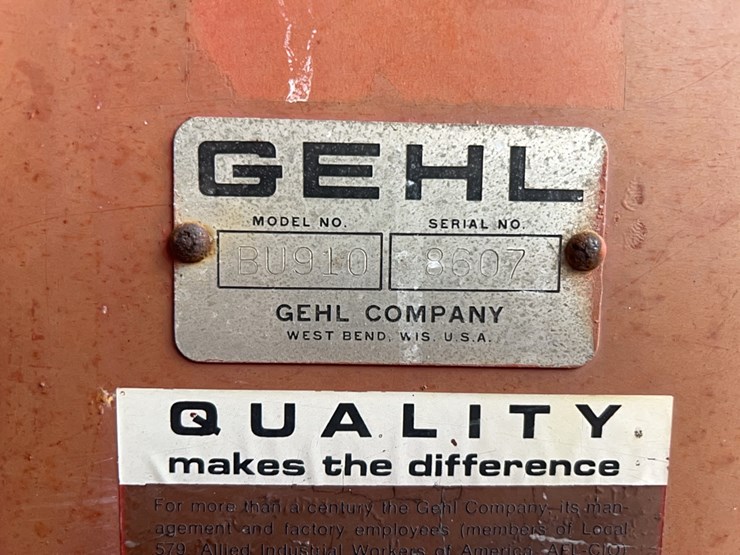 GEHL
MODEL NO. SERIAL NO.
BU910 8607
GEHL COMPANY
WEST BEND, WIS. U.S.A.
QUALITY
makes the difference
For more than a century the Gehl Company, its man-
agement and factory employees (members of Local
579 Allied Industrial Workers of America, AFL-CIO)